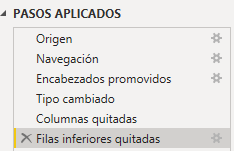 PASOS APLICADOS
Origen
Navegación
Encabezados promovidos
Tipo cambiado
Columnas quitadas
Filas inferiores quitadas